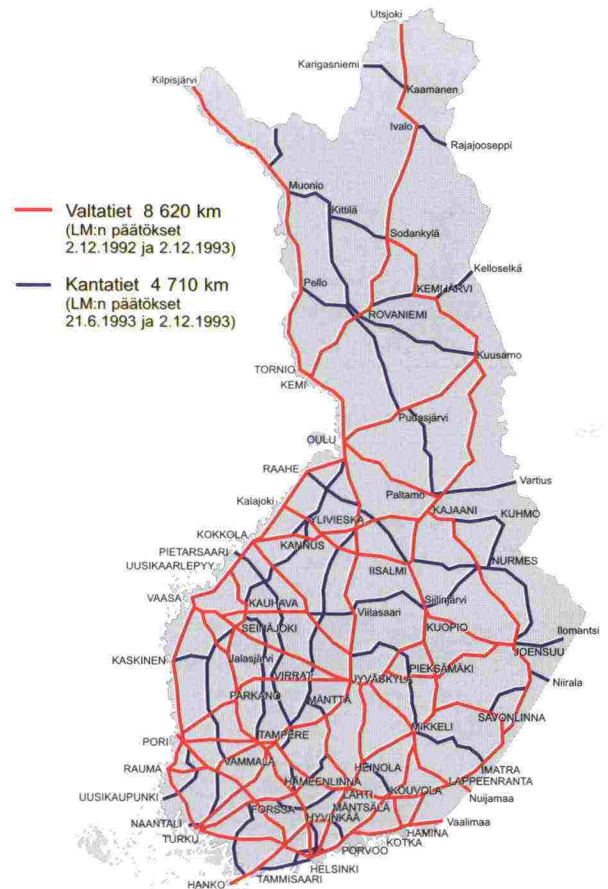 Utsjoki
Karigasniemi
Kilpisjärvi
Kaamanen
Ivalo
Rajajooseppi
Muonio
Kittilä
Valtatiet 8 620 km
(LM:n päätökset
2.12.1992 ja 2.12.1993)
Sodankylä
Kelloselkä
Kantatiet 4 710 km
(LM:n päätökset
21.6.1993 ja 2.12.1993)
Pello
KEMIJÄRVI
ROVANIEMI
Kuusamo
TORNIO
KEMI
Pudasjärvi
OULU
RAAHE
Vartius
Paltamo
Kalajoki
KAJAANI
KUHMO
YLIVIESKA
KOKKOLA
KANNUS
PIETARSAARI
NURMES
UUSIKAARLEPYY
IISALMI
VAASA
KAUHAVA
Viitasaari
Siilinjärvi
SEINÄJOKI
KUOPIO
Ilomantsi
JOENSUU
KASKINEN
Jalasjärvi
PIEKSÄMÄKI
VIRRAT
JYVÄSKYLÄ
Niirala
PARKANO
MÄNTTÄ
SAVONLINNA
MIKKELI
PORI
TAMPERE
VAMMALA
HEINOLA
IMATRA
RAUMA
HÄMEENLINNA
LAPPEENRANTA
KOUVOLA
Nuijamaa
UUSIKAUPUNKI
LAHTI
FORSSA
MÄNTSÄLÄ
HYVINKÄÄ
Vaalimaa
NAANTALI
HAMINA
TURKU
KOTKA
PORVOO
HELSINKI
TAMMISAARI
HANKO